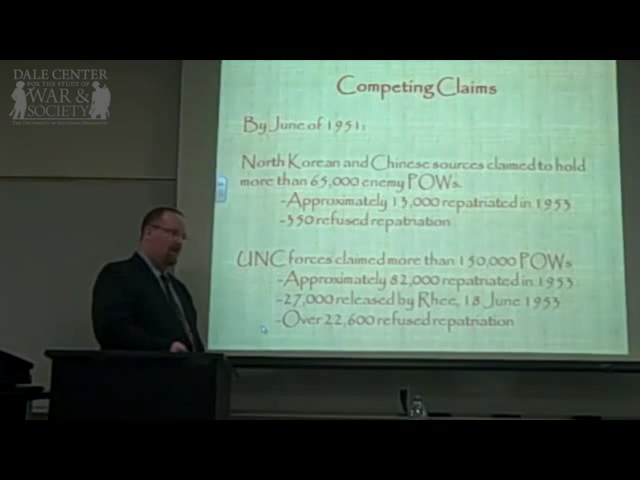 DALE CENTER
FOR THE STUDY OF
WAR &
SOCIETY
Competing Claims
By June of 1951:
North Korean and Chinese sources claimed to hold
more than 65,000 enemy POWs.
-Approximately 13,000 repatriated in 1953
-350 refused repatriation
UNC forces claimed more than 150,000 POWs
-Approximately 82,000 repatriated in 1953
-27,000 released by Rhee, 18 June 1953
-Over 22,600 refused repatriation